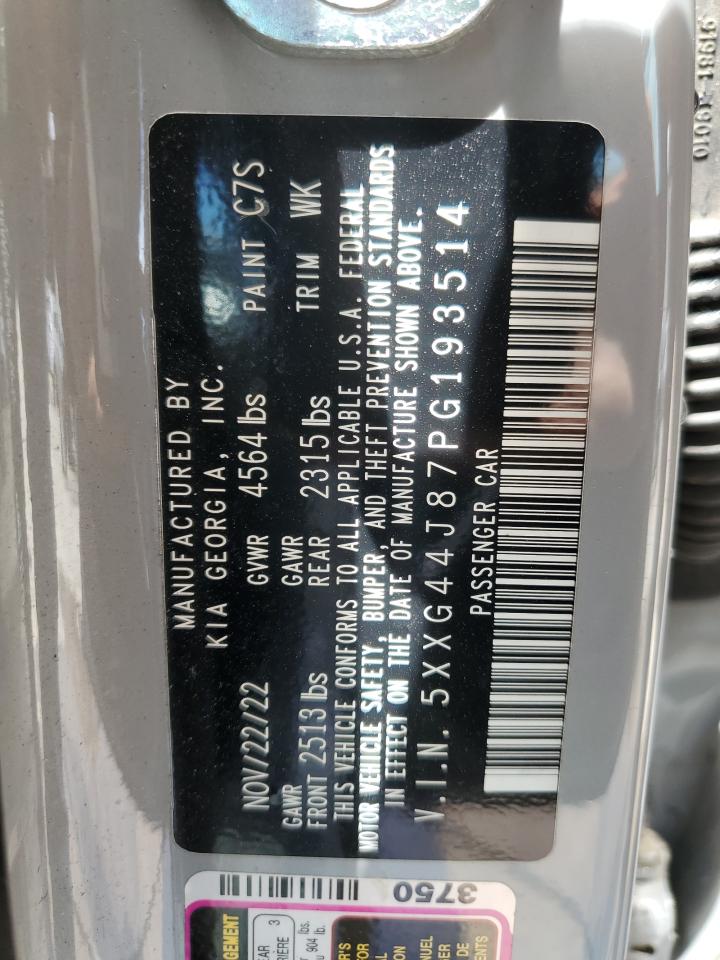 MANUFACTURED BY
KIA GEORGIA, INC.
NOV/22/22 GVWR 4564 lbs PAINT C7S
GAWR GAWR
FRONT 2513 lbs REAR 2315 lbs TRIM WK
THIS VEHICLE CONFORMS TO ALL APPLICABLE U.S.A. FEDERAL
MOTOR VEHICLE SAFETY, BUMPER, AND THEFT PREVENTION STANDARDS
IN EFFECT ON THE DATE OF MANUFACTURE SHOWN ABOVE.
V.I.N. 5XXG44J87PG193514
PASSENGER CAR
3750